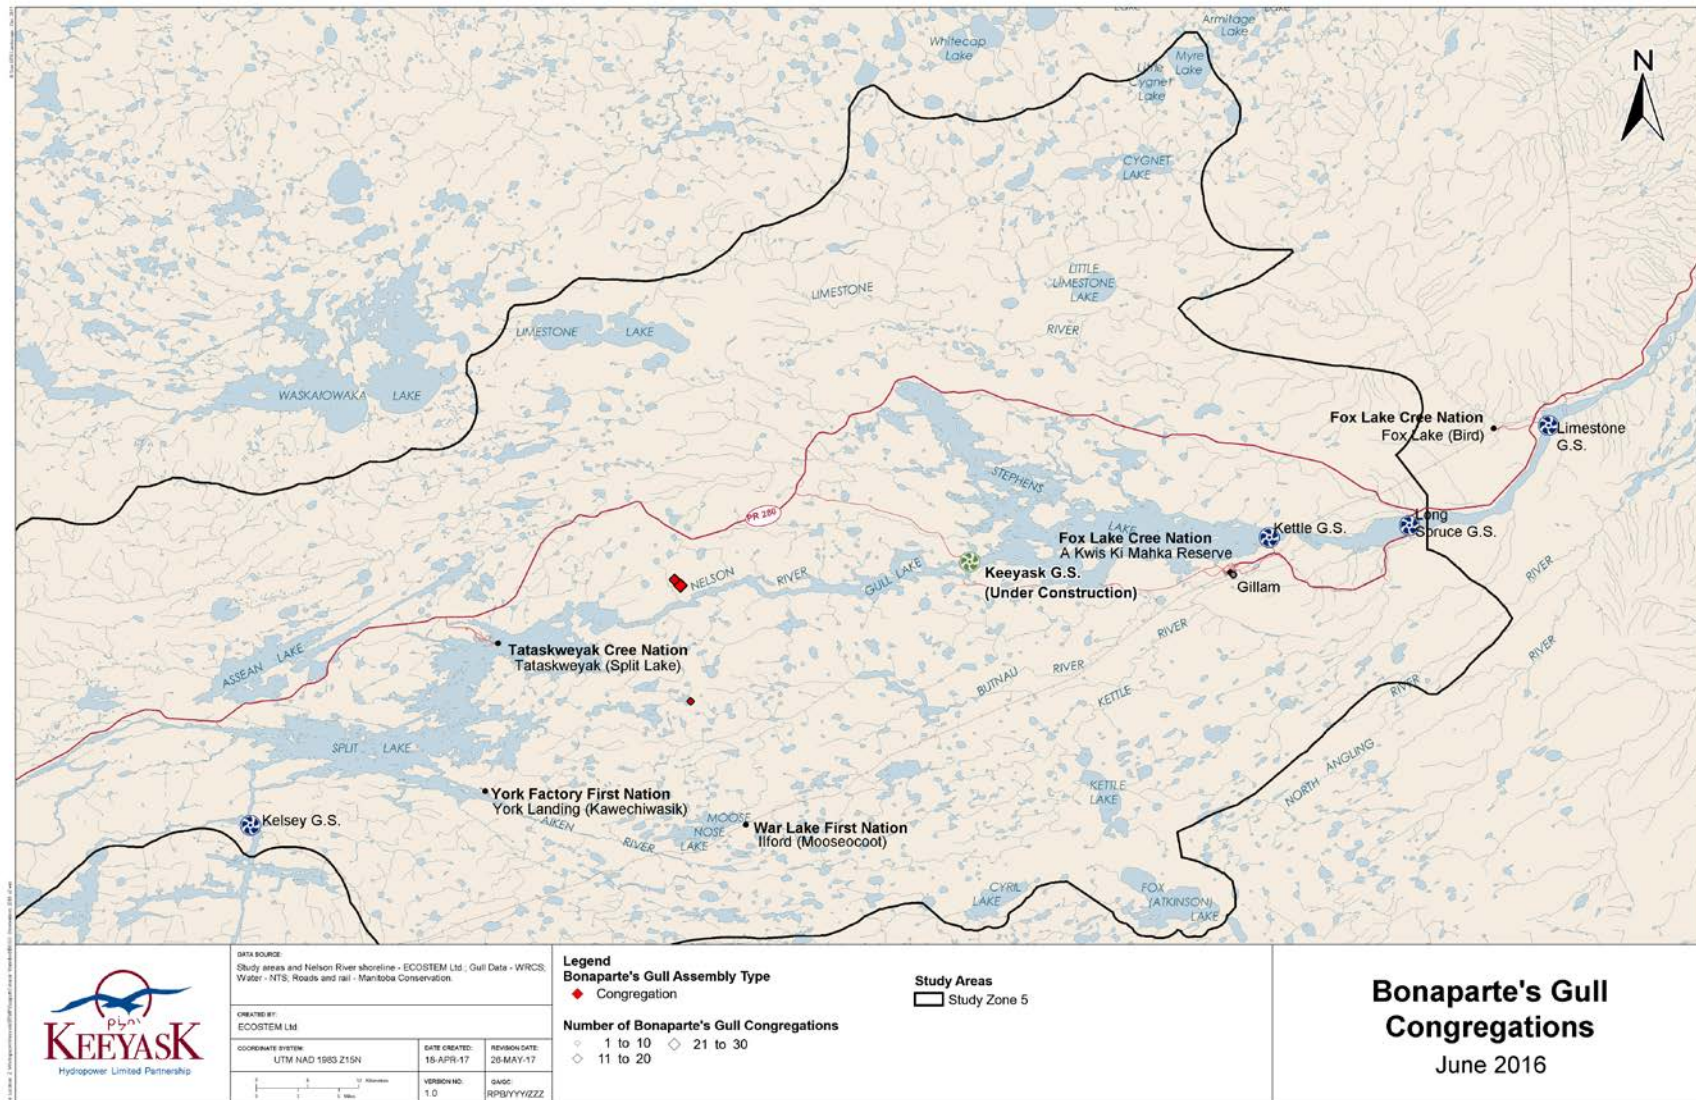 Lake
Armitage
Lake
Lake
Whitecap
Lake
Myre
Lake
Little
Cygnet
Lake
N
CYGNET
LAKE
LITTLE
LIMESTONE
LAKE
LIMESTONE
RIVER
LIMESTONE LAKE
WASKAIOWAKA LAKE
Fox Lake Cree Nation
Fox Lake (Bird)
Limestone
G.S.
STEPHENS
LAKE
PR 280
Long
Spruce G.S.
Kettle G.S.
Fox Lake Cree Nation
A Kwis Ki Mahka Reserve
Keeyask G.S.
(Under Construction)
Gillam
NELSON RIVER
GULL LAKE
RIVER
RIVER
RIVER
Tataskweyak Cree Nation
Tataskweyak (Split Lake)
ASSEAN LAKE
BUTNAU RIVER
KETTLE RIVER
SPLIT LAKE
NORTH ANGLING
KETTLE
LAKE
York Factory First Nation
York Landing (Kawechiwasik)
Kelsey G.S.
AIKEN
RIVER
MOOSE
NOSE
LAKE
War Lake First Nation
Ilford (Mooseocoot)
CYRIL
LAKE
FOX
(ATKINSON)
LAKE
KEEYASK
Hydropower Limited Partnership
DATA SOURCE:
Study areas and Nelson River shoreline - ECOSTEM Ltd.; Gull Data - WRCS;
Water - NTS; Roads and rail - Manitoba Conservation.
CREATED BY:
ECOSTEM Ltd.
COORDINATE SYSTEM:
UTM NAD 1983 Z15N
DATE CREATED:
18-APR-17
REVISION DATE:
26-MAY-17
VERSION NO:
1.0
QA/QC:
RPB/YYY/ZZZ
Legend
Bonaparte's Gull Assembly Type
Congregation
Number of Bonaparte's Gull Congregations
1 to 10
21 to 30
11 to 20
Study Areas
Study Zone 5
Bonaparte's Gull
Congregations
June 2016